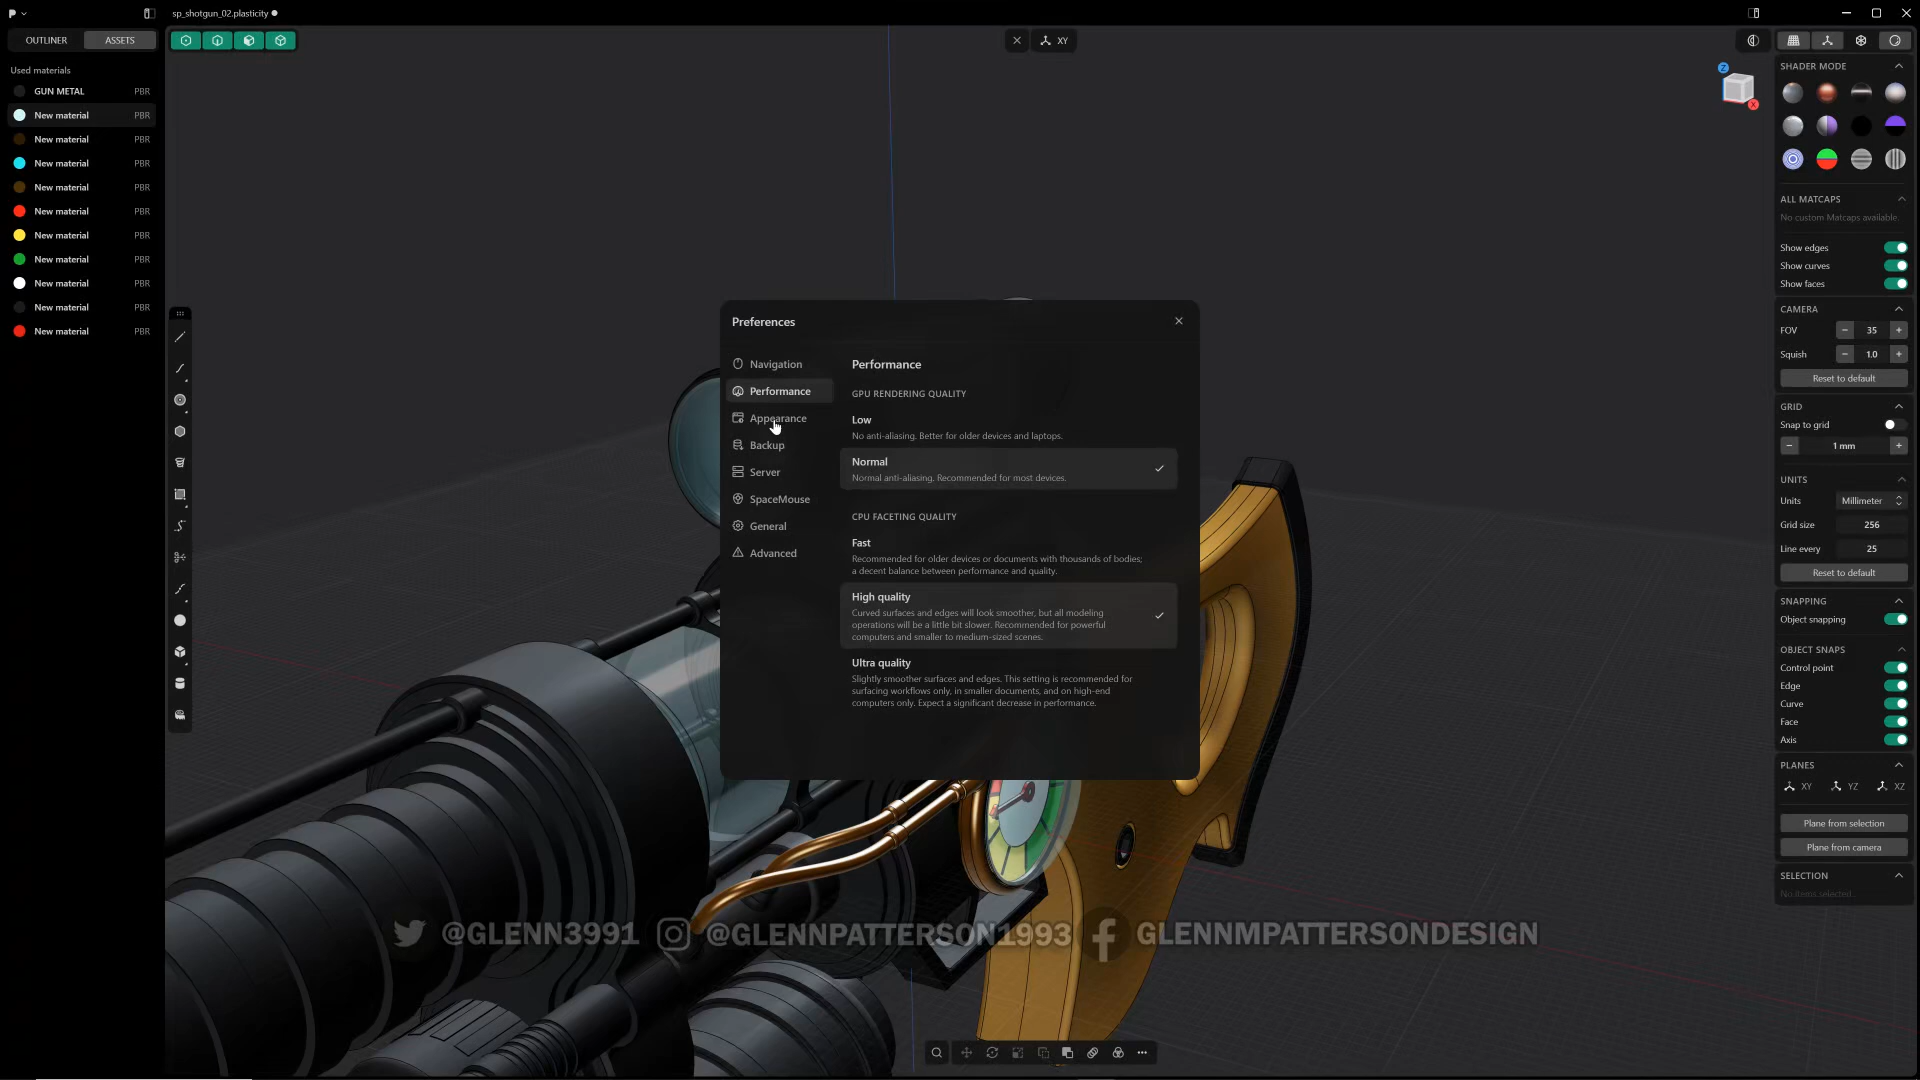 sp_shotgun_02.plasticity
OUTLINER
ASSETS
Used materials
GUN METAL PBR
New material PBR
New material PBR
New material PBR
New material PBR
New material PBR
New material PBR
New material PBR
New material PBR
New material PBR
New material PBR
XY
Z
X
Preferences
Navigation
Performance
Appearance
Backup
Server
SpaceMouse
General
Advanced
Performance
GPU RENDERING QUALITY
Low
No anti-aliasing. Better for older devices and laptops.
Normal
Normal anti-aliasing. Recommended for most devices.
CPU FACETING QUALITY
Fast
Recommended for older devices or documents with thousands of bodies;
a decent balance between performance and quality.
High quality
Curved surfaces and edges will look smoother, but all modeling
operations will be a little bit slower. Recommended for powerful
computers and smaller to medium-sized scenes.
Ultra quality
Slightly smoother surfaces and edges. This setting is recommended for
surfacing workflows only, in smaller documents, and on high-end
computers only. Expect a significant decrease in performance.
SHADER MODE
ALL MATCAPS
No custom Matcaps available.
Show edges
Show curves
Show faces
CAMERA
FOV − 35 +
Squish − 1.0 +
Reset to default
GRID
Snap to grid
− 1 mm +
UNITS
Units Millimeter
Grid size 256
Line every 25
Reset to default
SNAPPING
Object snapping
OBJECT SNAPS
Control point
Edge
Curve
Face
Axis
PLANES
XY YZ XZ
Plane from selection
Plane from camera
SELECTION
No items selected...
@GLENN3991 @GLENNPATTERSON1993 GLENNMPATTERSONDESIGN